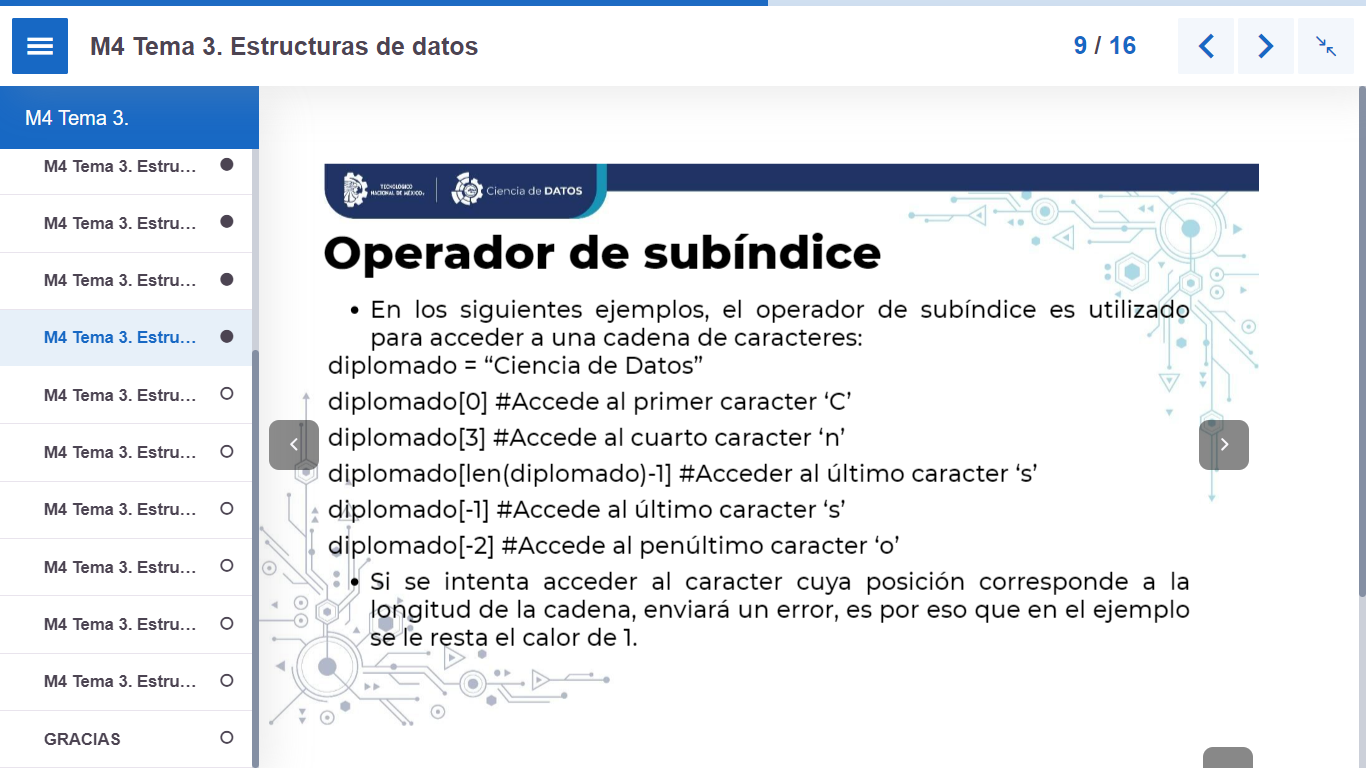 M4 Tema 3. Estructuras de datos
9 / 16
M4 Tema 3.
M4 Tema 3. Estru...
M4 Tema 3. Estru...
M4 Tema 3. Estru...
M4 Tema 3. Estru...
M4 Tema 3. Estru...
M4 Tema 3. Estru...
M4 Tema 3. Estru...
M4 Tema 3. Estru...
M4 Tema 3. Estru...
M4 Tema 3. Estru...
GRACIAS
TECNOLÓGICO
NACIONAL DE MÉXICO
Ciencia de DATOS
Operador de subíndice
• En los siguientes ejemplos, el operador de subíndice es utilizado
para acceder a una cadena de caracteres:
diplomado = “Ciencia de Datos”
diplomado[0] #Accede al primer caracter ‘C’
diplomado[3] #Accede al cuarto caracter ‘n’
diplomado[len(diplomado)-1] #Acceder al último caracter ‘s’
diplomado[-1] #Accede al último caracter ‘s’
diplomado[-2] #Accede al penúltimo caracter ‘o’
• Si se intenta acceder al caracter cuya posición corresponde a la
longitud de la cadena, enviará un error, es por eso que en el ejemplo
se le resta el calor de 1.